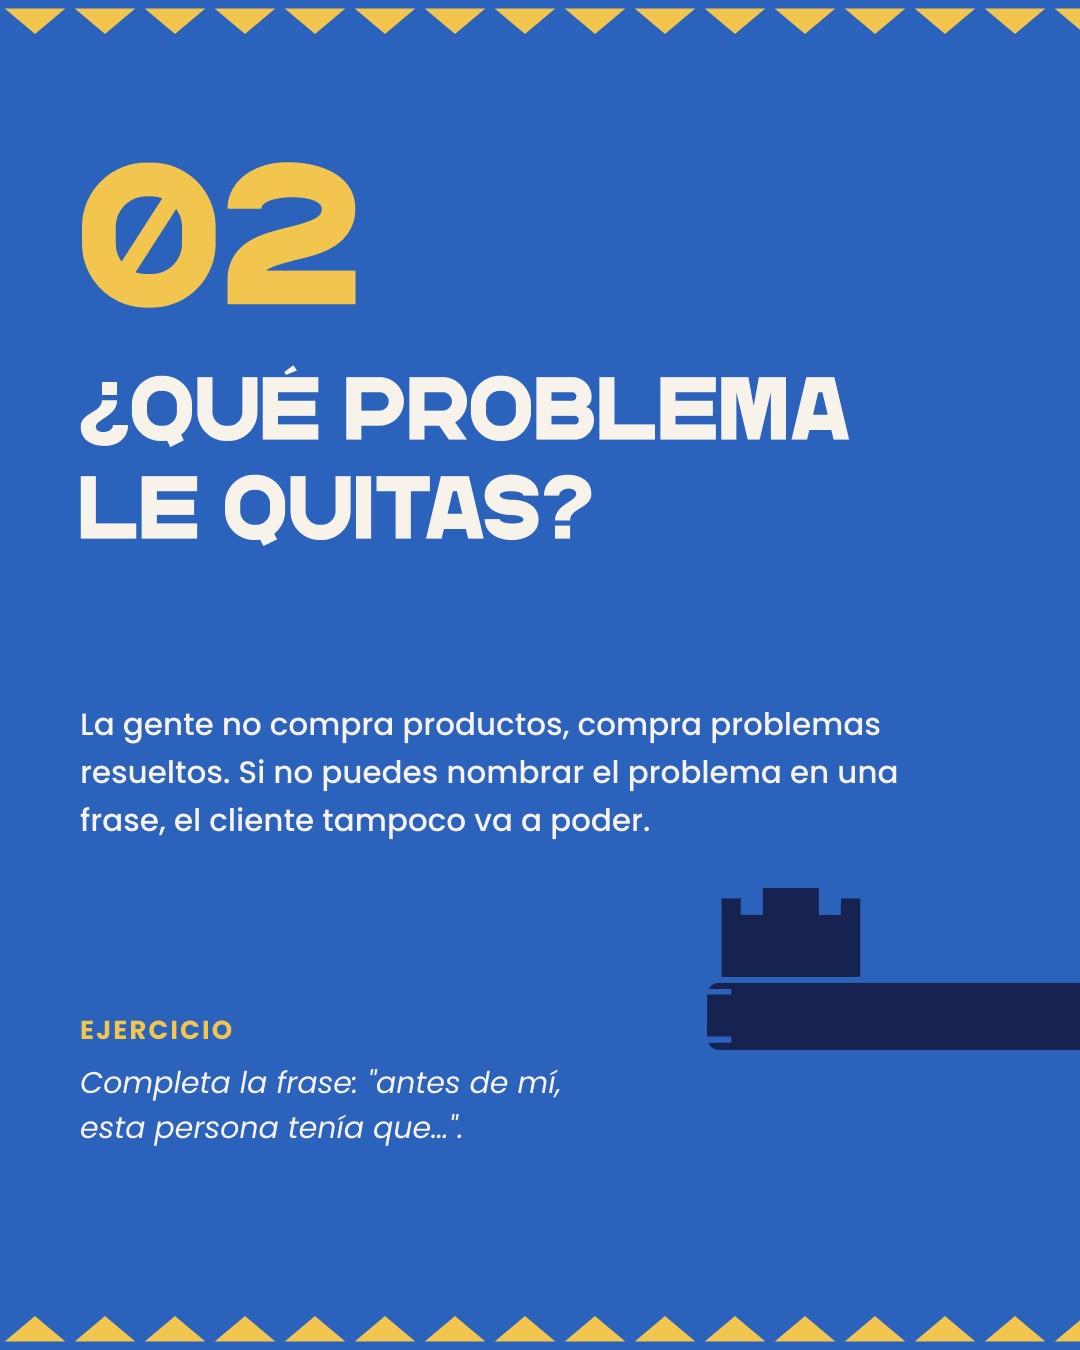 02
¿QUÉ PROBLEMA
LE QUITAS?
La gente no compra productos, compra problemas
resueltos. Si no puedes nombrar el problema en una
frase, el cliente tampoco va a poder.
EJERCICIO
Completa la frase: "antes de mí,
esta persona tenía que...".